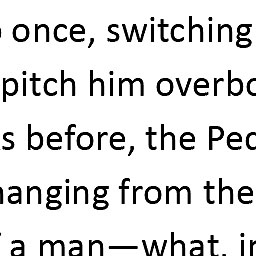 once, switching
pitch him overbo
s before, the Pec
hanging from the
a man—what, in